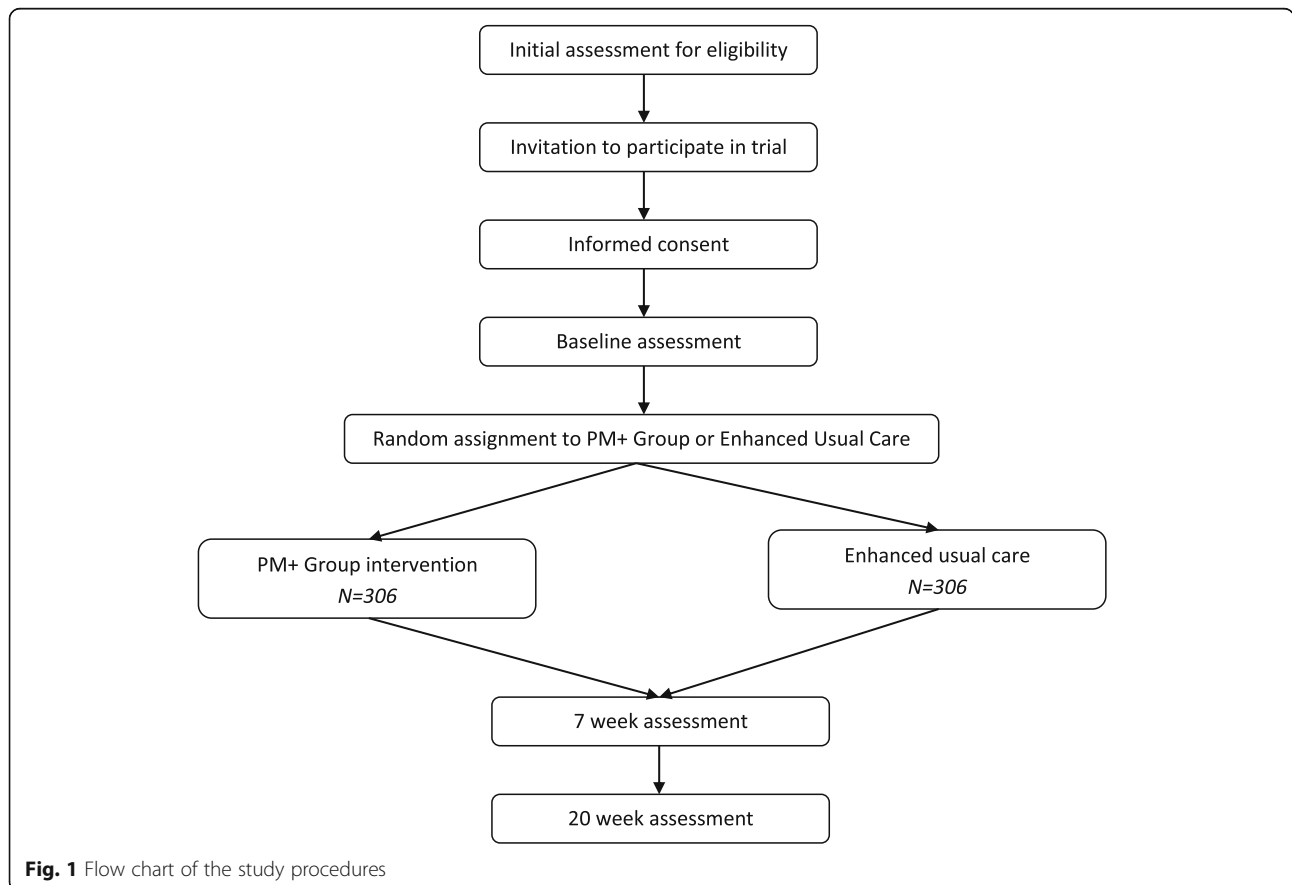 Initial assessment for eligibility
Invitation to participate in trial
Informed consent
Baseline assessment
Random assignment to PM+ Group or Enhanced Usual Care
PM+ Group intervention
N=306
Enhanced usual care
N=306
7 week assessment
20 week assessment
Fig. 1 Flow chart of the study procedures